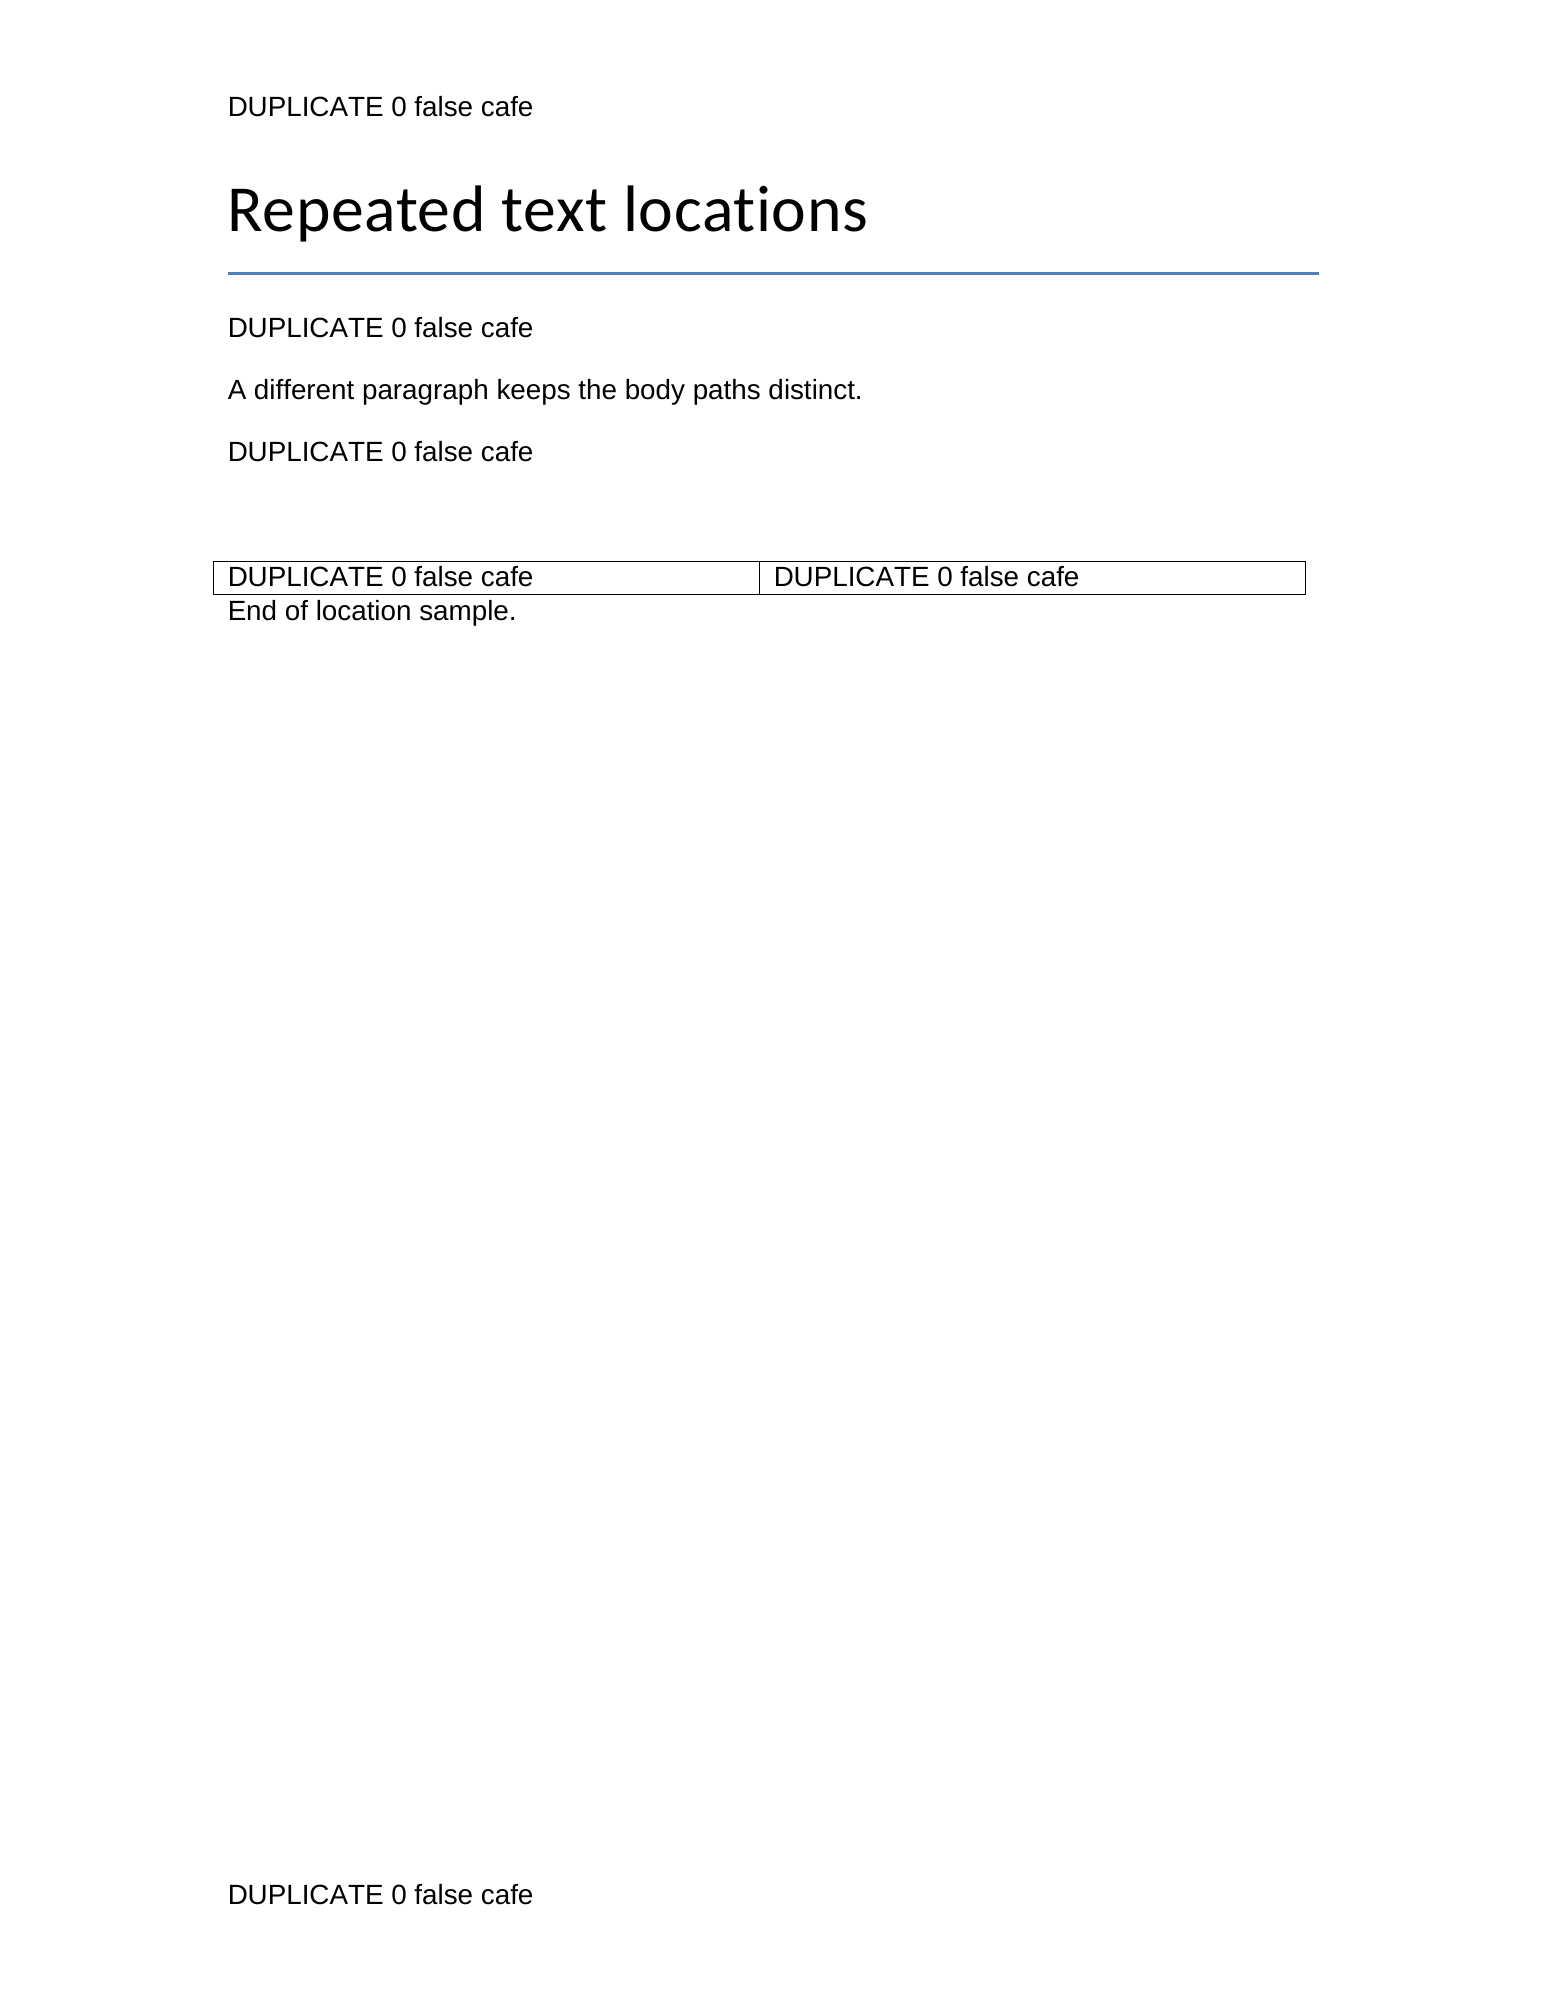 DUPLICATE 0 false cafe
Repeated text locations
DUPLICATE 0 false cafe
A different paragraph keeps the body paths distinct.
DUPLICATE 0 false cafe
DUPLICATE 0 false cafe DUPLICATE 0 false cafe
End of location sample.
DUPLICATE 0 false cafe